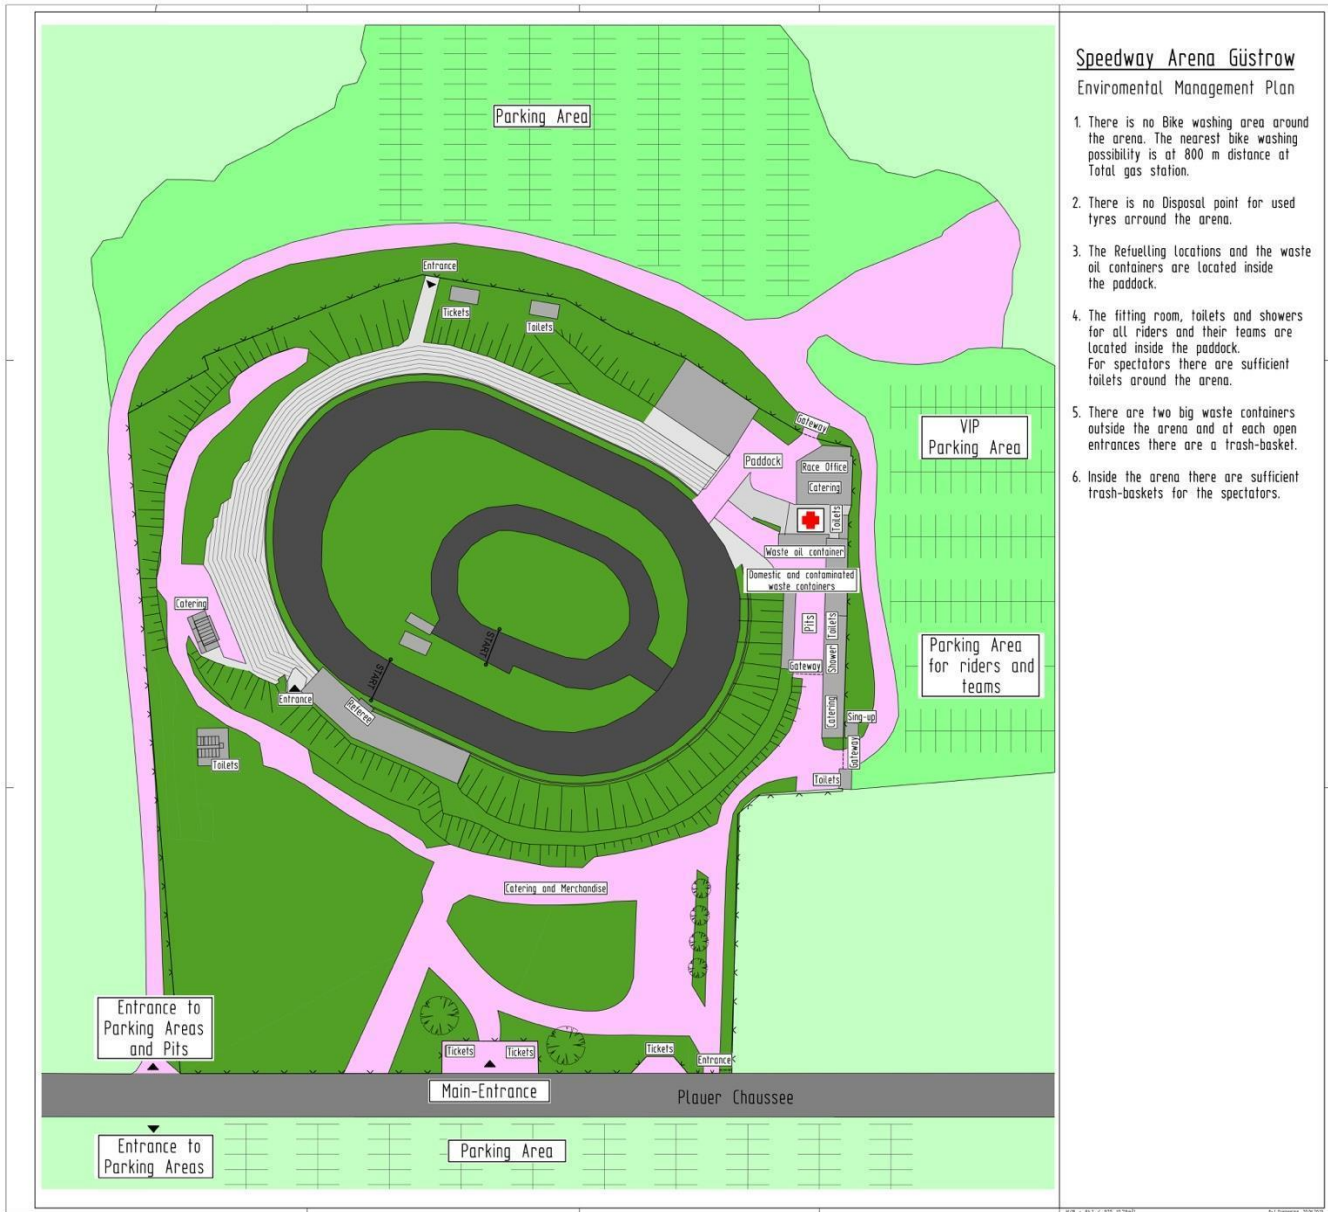 Speedway Arena Güstrow
Enviromental Management Plan
1. There is no Bike washing area around
the arena. The nearest bike washing
possibility is at 800 m distance at
Total gas station.
2. There is no Disposal point for used
tyres arround the arena.
3. The Refuelling locations and the waste
oil containers are located inside
the paddock.
4. The fitting room, toilets and showers
for all riders and their teams are
located inside the paddock.
For spectators there are sufficient
toilets around the arena.
5. There are two big waste containers
outside the arena and at each open
entrances there are a trash-basket.
6. Inside the arena there are sufficient
trash-baskets for the spectators.
Parking Area
Entrance
Tickets
Toilets
Gateway
VIP
Parking Area
Paddock
Race Office
Catering
Toilets
Waste oil container
Domestic and contaminated
waste containers
Pits
Toilets
Catering
START
START
Gateway
Shower
Parking Area
for riders and
teams
Entrance
Referee
Catering
Sing-up
Gateway
Toilets
Toilets
Catering and Merchandise
Entrance to
Parking Areas
and Pits
Tickets
Tickets
Tickets
Entrance
Main-Entrance
Plauer Chaussee
Entrance to
Parking Areas
Parking Area